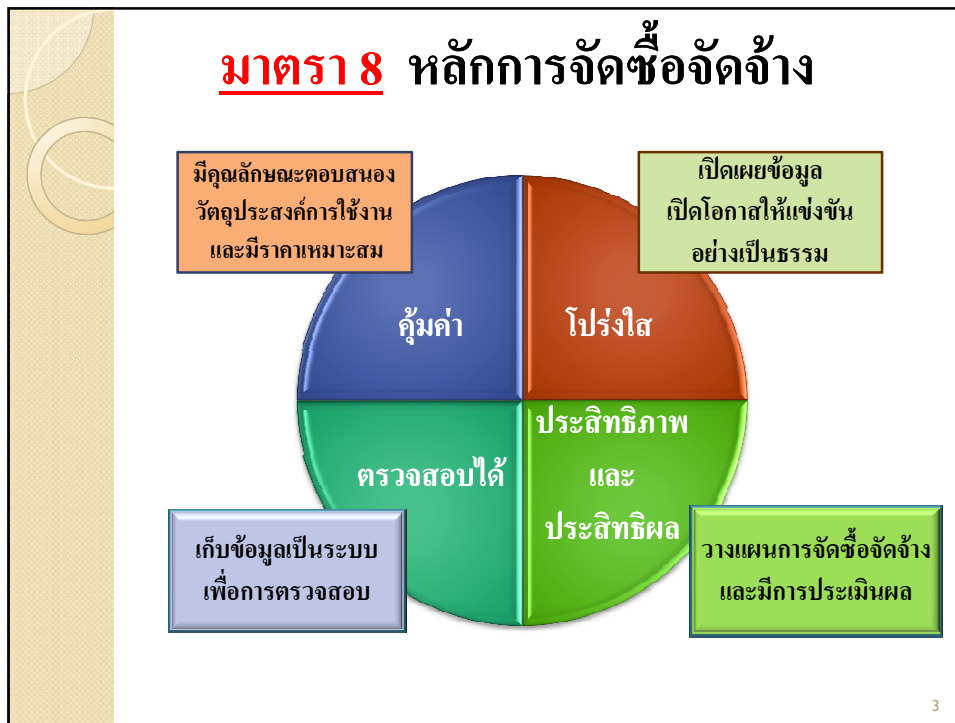 มาตรา 8 หลักการจัดซื้อจัดจ้าง
มีคุณลักษณะตอบสนอง
วัตถุประสงค์การใช้งาน
และมีราคาเหมาะสม
เปิดเผยข้อมูล
เปิดโอกาสให้แข่งขัน
อย่างเป็นธรรม
คุ้มค่า
โปร่งใส
ตรวจสอบได้
ประสิทธิภาพ
และ
ประสิทธิผล
เก็บข้อมูลเป็นระบบ
เพื่อการตรวจสอบ
วางแผนการจัดซื้อจัดจ้าง
และมีการประเมินผล
3